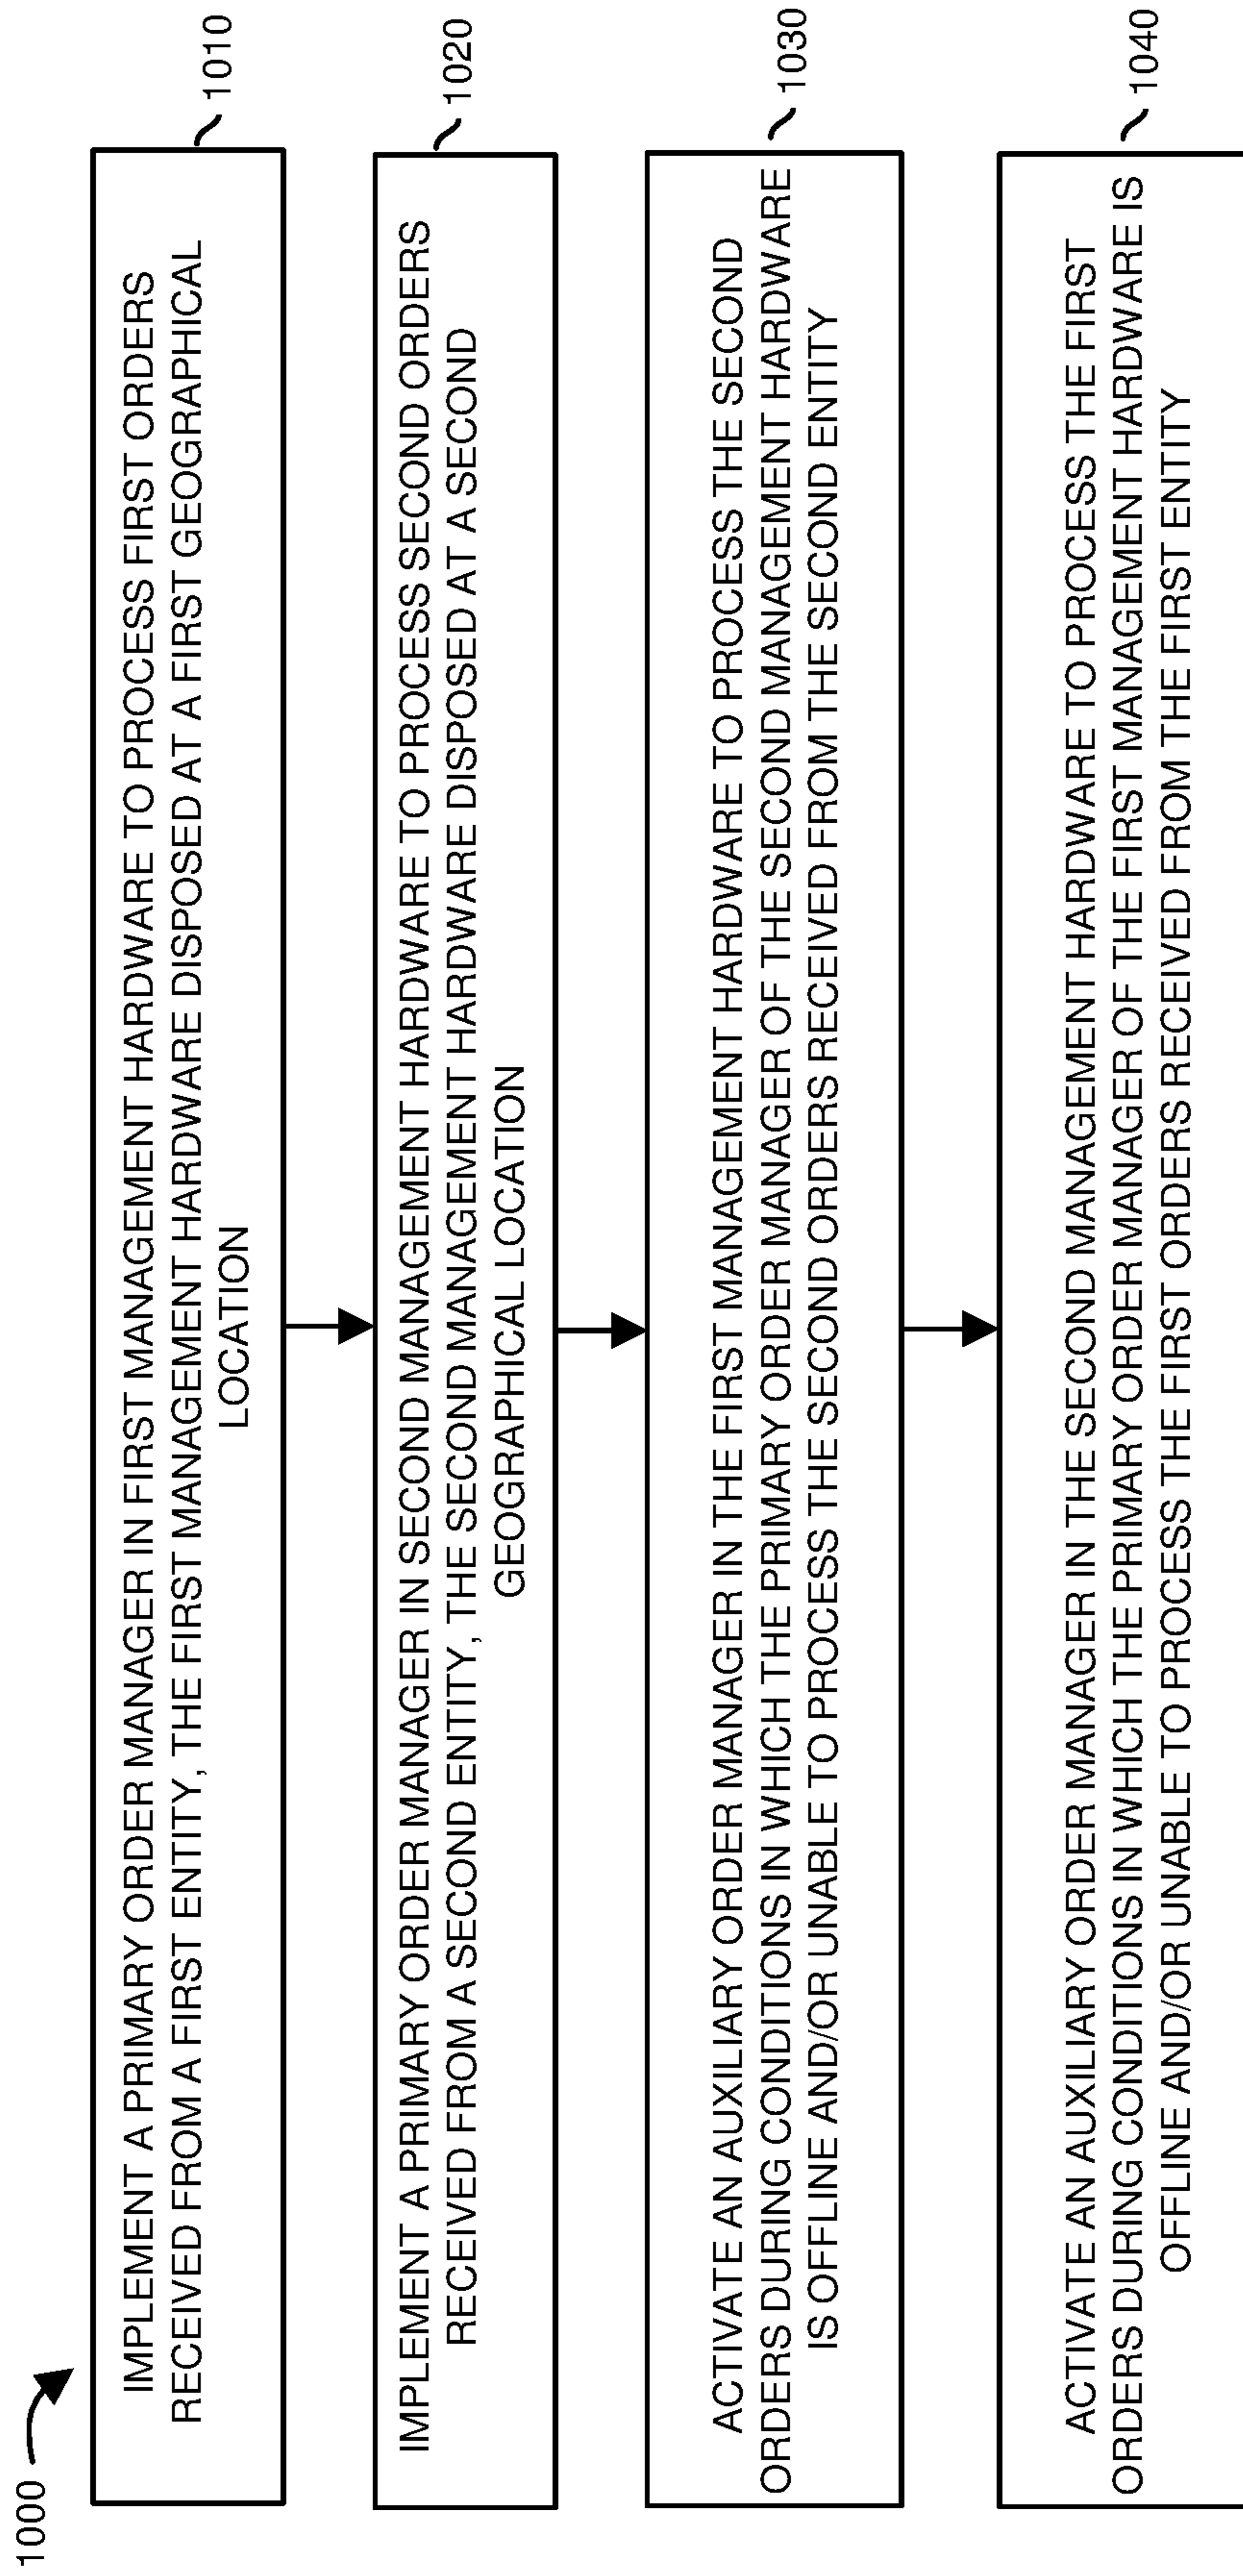 1000
IMPLEMENT A PRIMARY ORDER MANAGER IN FIRST MANAGEMENT HARDWARE TO PROCESS FIRST ORDERS
RECEIVED FROM A FIRST ENTITY, THE FIRST MANAGEMENT HARDWARE DISPOSED AT A FIRST GEOGRAPHICAL
LOCATION
1010
IMPLEMENT A PRIMARY ORDER MANAGER IN SECOND MANAGEMENT HARDWARE TO PROCESS SECOND ORDERS
RECEIVED FROM A SECOND ENTITY, THE SECOND MANAGEMENT HARDWARE DISPOSED AT A SECOND
GEOGRAPHICAL LOCATION
1020
ACTIVATE AN AUXILIARY ORDER MANAGER IN THE FIRST MANAGEMENT HARDWARE TO PROCESS THE SECOND
ORDERS DURING CONDITIONS IN WHICH THE PRIMARY ORDER MANAGER OF THE SECOND MANAGEMENT HARDWARE
IS OFFLINE AND/OR UNABLE TO PROCESS THE SECOND ORDERS RECEIVED FROM THE SECOND ENTITY
1030
ACTIVATE AN AUXILIARY ORDER MANAGER IN THE SECOND MANAGEMENT HARDWARE TO PROCESS THE FIRST
ORDERS DURING CONDITIONS IN WHICH THE PRIMARY ORDER MANAGER OF THE FIRST MANAGEMENT HARDWARE IS
OFFLINE AND/OR UNABLE TO PROCESS THE FIRST ORDERS RECEIVED FROM THE FIRST ENTITY
1040